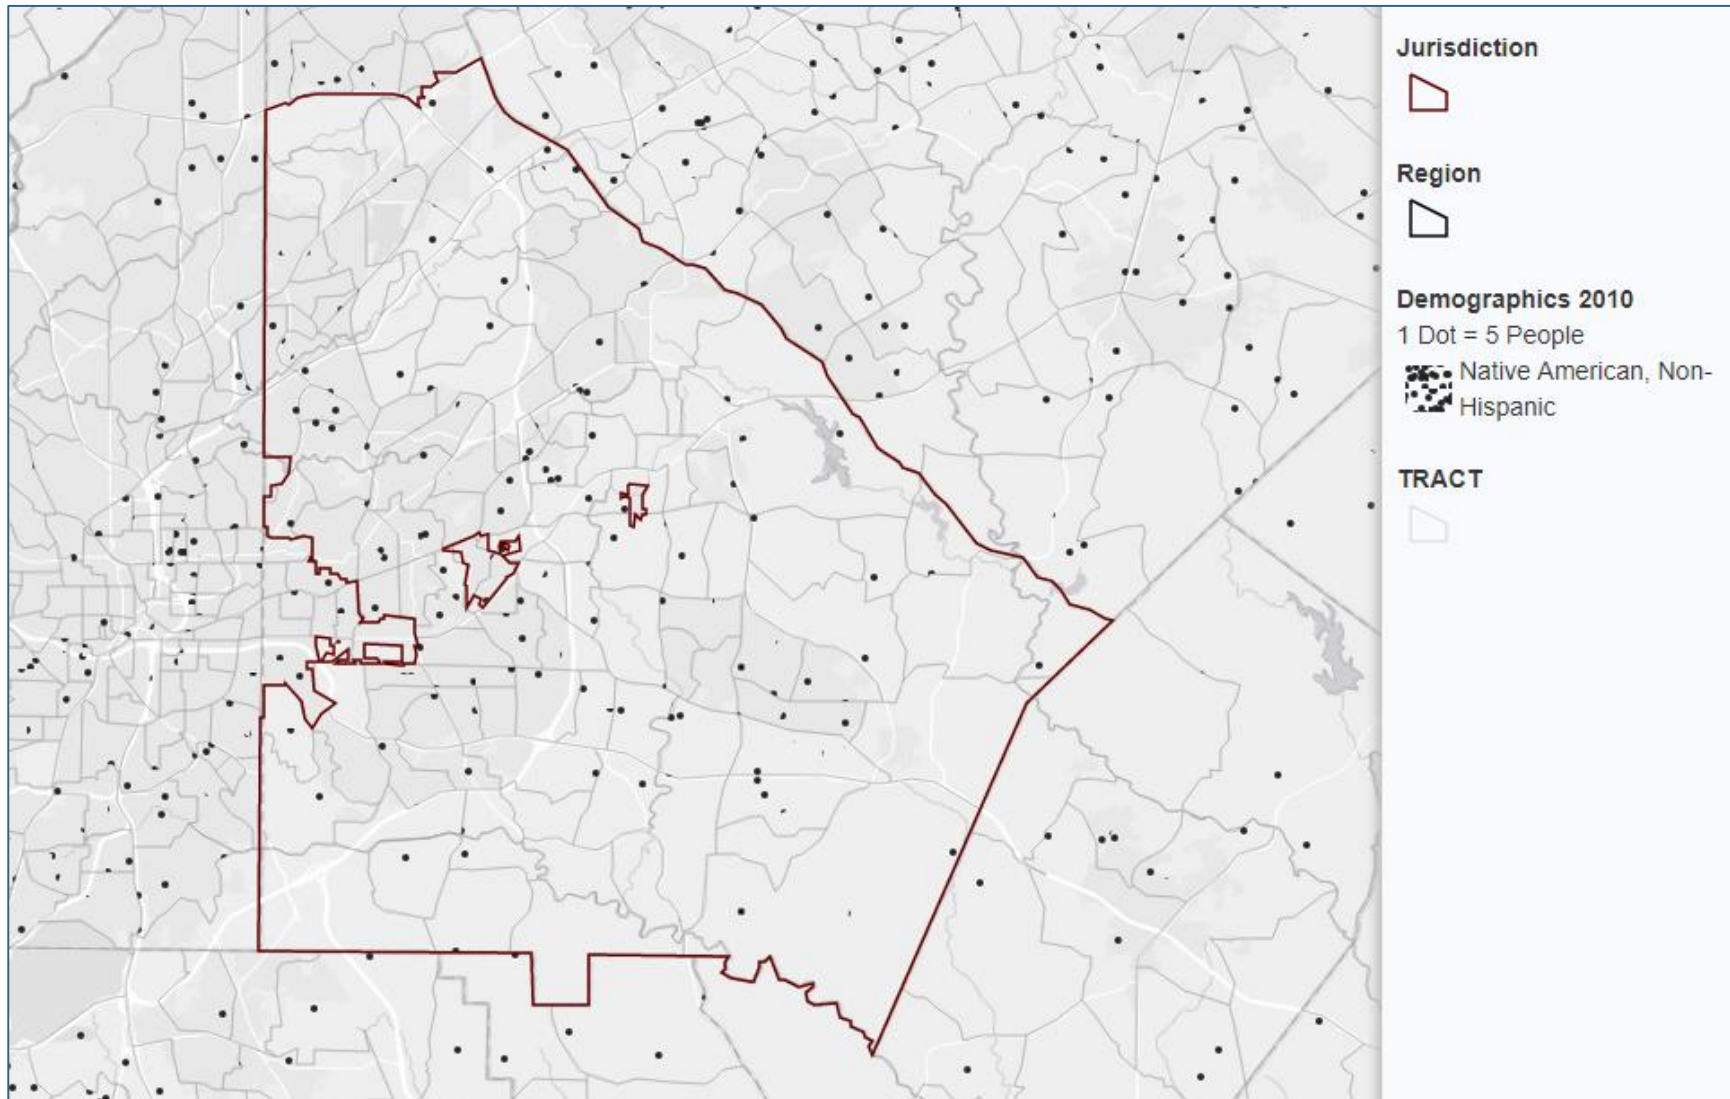 Jurisdiction
Region
Demographics 2010
1 Dot = 5 People
Native American, Non-
Hispanic
TRACT